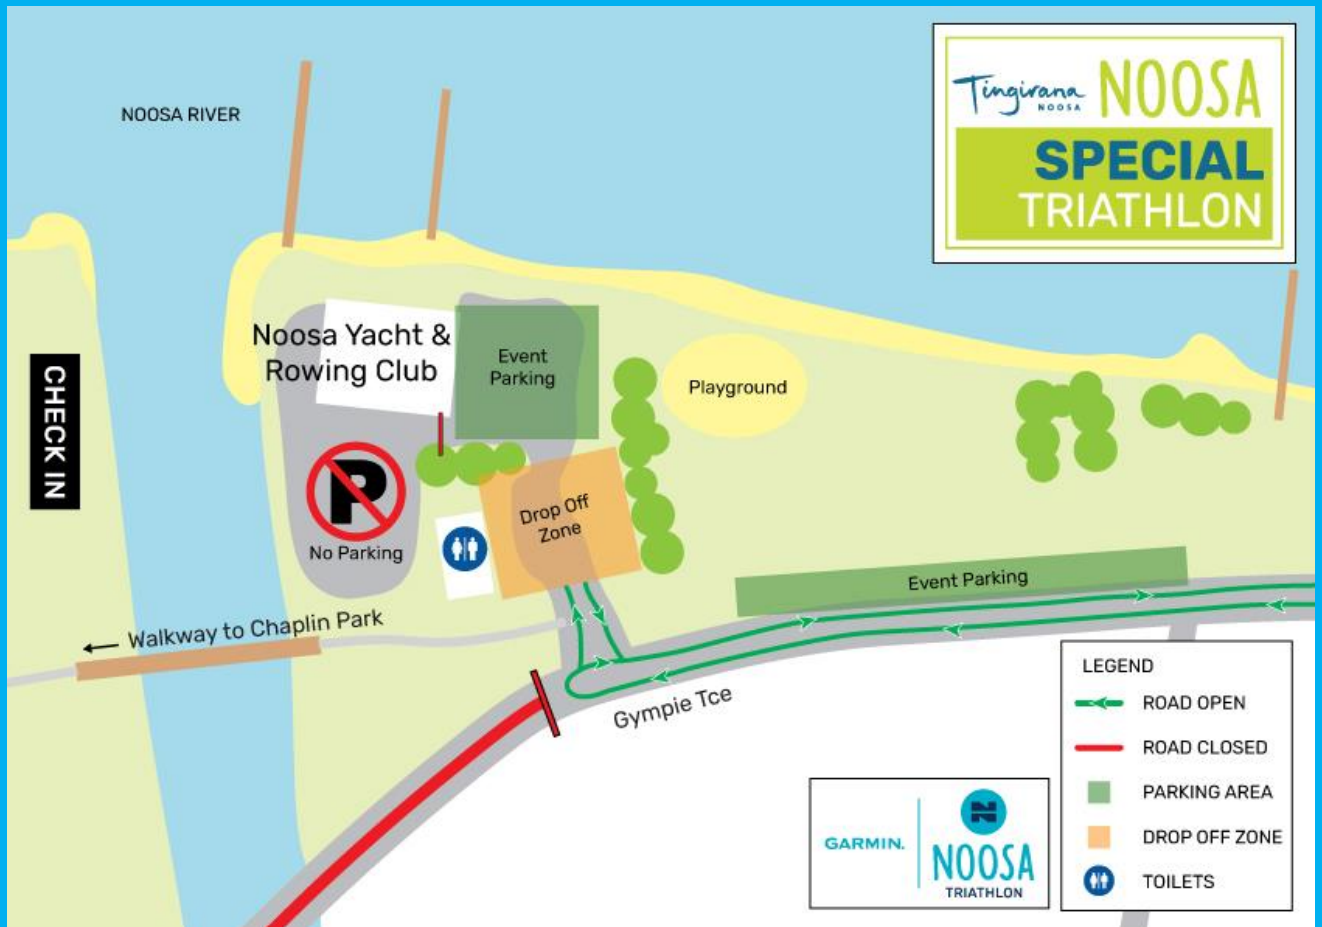 NOOSA RIVER
Tingirana
NOOSA
NOOSA
SPECIAL
TRIATHLON
CHECK IN
Noosa Yacht &
Rowing Club
Event
Parking
Playground
P
No Parking
Drop Off
Zone
Event Parking
Walkway to Chaplin Park
Gympie Tce
LEGEND
ROAD OPEN
ROAD CLOSED
PARKING AREA
DROP OFF ZONE
TOILETS
GARMIN.
N
NOOSA
TRIATHLON